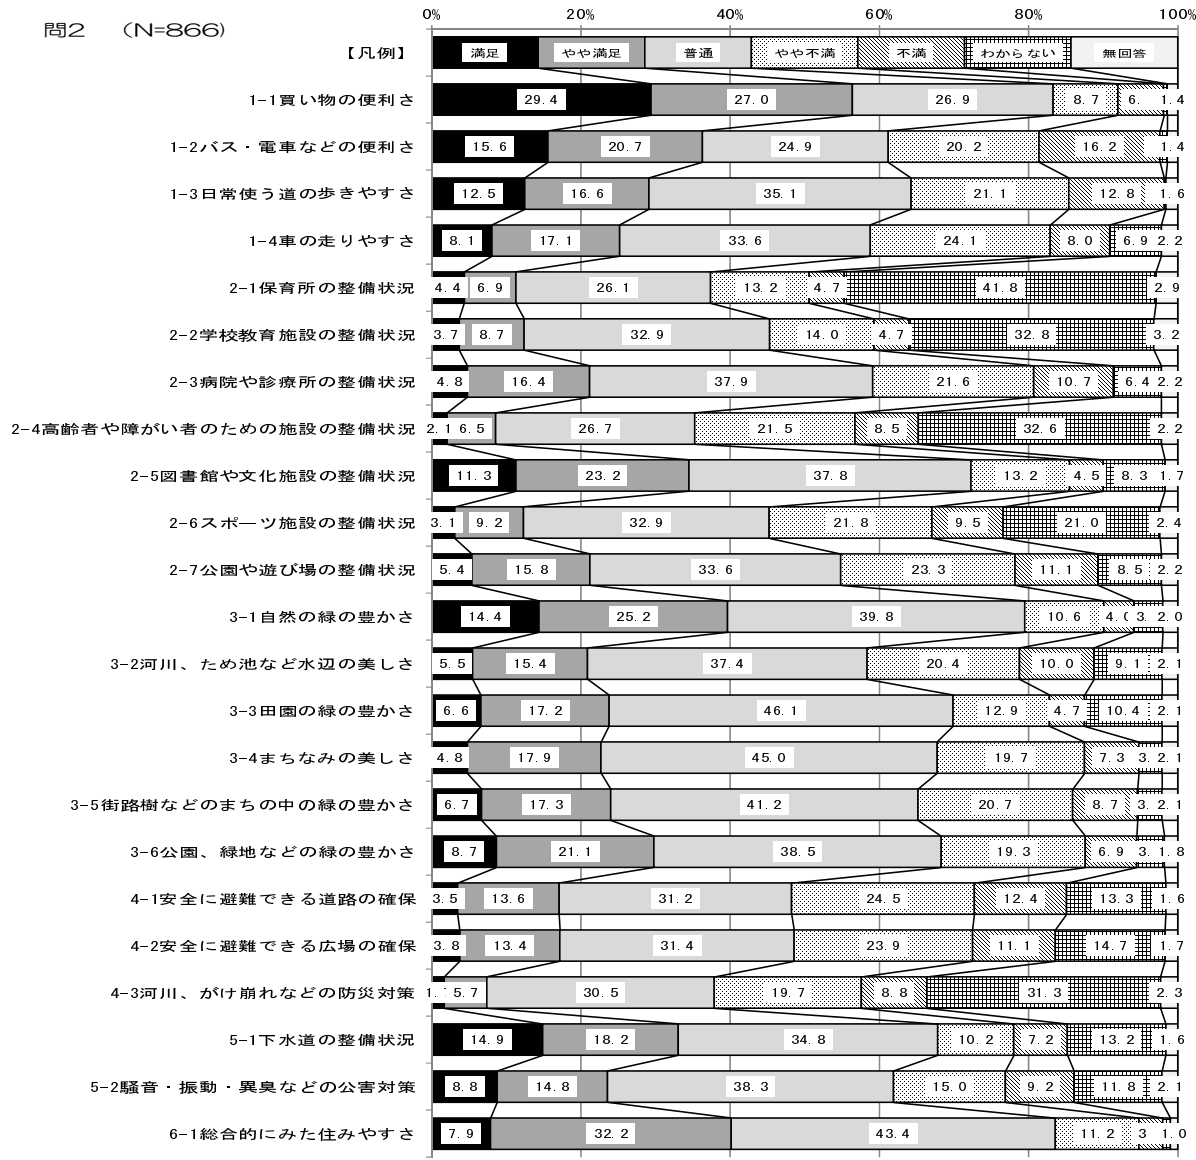 0% 20% 40% 60% 80% 100%
問2 (N=866)
【凡例】 満足 やや満足 普通 やや不満 不満 わからない 無回答
1-1買い物の便利さ 29.4 27.0 26.9 8.7 6. 1.4
1-2バス・電車などの便利さ 15.6 20.7 24.9 20.2 16.2 1.4
1-3日常使う道の歩きやすさ 12.5 16.6 35.1 21.1 12.8 1.6
1-4車の走りやすさ 8.1 17.1 33.6 24.1 8.0 6.9 2.2
2-1保育所の整備状況 4.4 6.9 26.1 13.2 4.7 41.8 2.9
2-2学校教育施設の整備状況 3.7 8.7 32.9 14.0 4.7 32.8 3.2
2-3病院や診療所の整備状況 4.8 16.4 37.9 21.6 10.7 6.4 2.2
2-4高齢者や障がい者のための施設の整備状況 2.1 6.5 26.7 21.5 8.5 32.6 2.2
2-5図書館や文化施設の整備状況 11.3 23.2 37.8 13.2 4.5 8.3 1.7
2-6スポーツ施設の整備状況 3.1 9.2 32.9 21.8 9.5 21.0 2.4
2-7公園や遊び場の整備状況 5.4 15.8 33.6 23.3 11.1 8.5 2.2
3-1自然の緑の豊かさ 14.4 25.2 39.8 10.6 4.0 3. 2.0
3-2河川、ため池など水辺の美しさ 5.5 15.4 37.4 20.4 10.0 9.1 2.1
3-3田園の緑の豊かさ 6.6 17.2 46.1 12.9 4.7 10.4 2.1
3-4まちなみの美しさ 4.8 17.9 45.0 19.7 7.3 3. 2.1
3-5街路樹などのまちの中の緑の豊かさ 6.7 17.3 41.2 20.7 8.7 3. 2.1
3-6公園、緑地などの緑の豊かさ 8.7 21.1 38.5 19.3 6.9 3. 1.8
4-1安全に避難できる道路の確保 3.5 13.6 31.2 24.5 12.4 13.3 1.6
4-2安全に避難できる広場の確保 3.8 13.4 31.4 23.9 11.1 14.7 1.7
4-3河川、がけ崩れなどの防災対策 1. 5.7 30.5 19.7 8.8 31.3 2.3
5-1下水道の整備状況 14.9 18.2 34.8 10.2 7.2 13.2 1.6
5-2騒音・振動・異臭などの公害対策 8.8 14.8 38.3 15.0 9.2 11.8 2.1
6-1総合的にみた住みやすさ 7.9 32.2 43.4 11.2 3 1.0